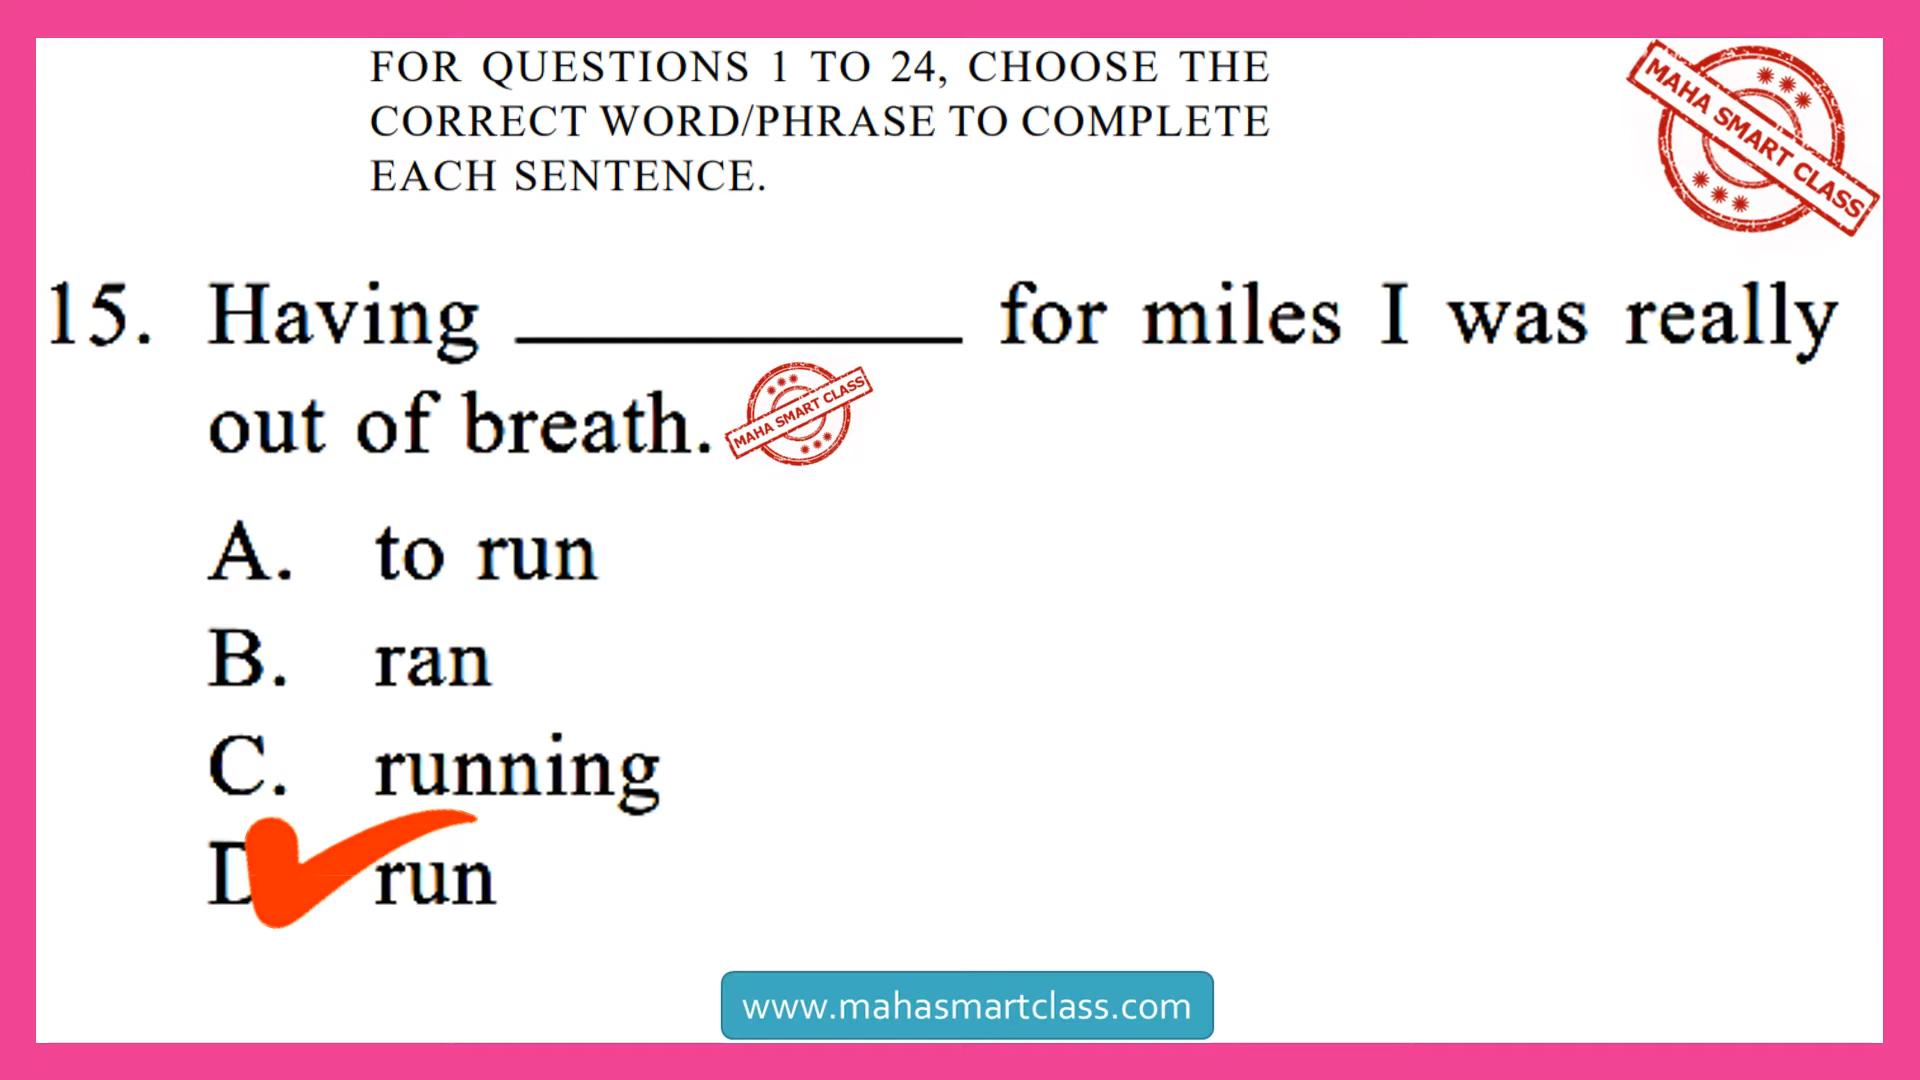 FOR QUESTIONS 1 TO 24, CHOOSE THE
CORRECT WORD/PHRASE TO COMPLETE
EACH SENTENCE.
MAHA SMART CLASS
15. Having ____________ for miles I was really
out of breath.
MAHA SMART CLASS
A. to run
B. ran
C. running
D run
www.mahasmartclass.com